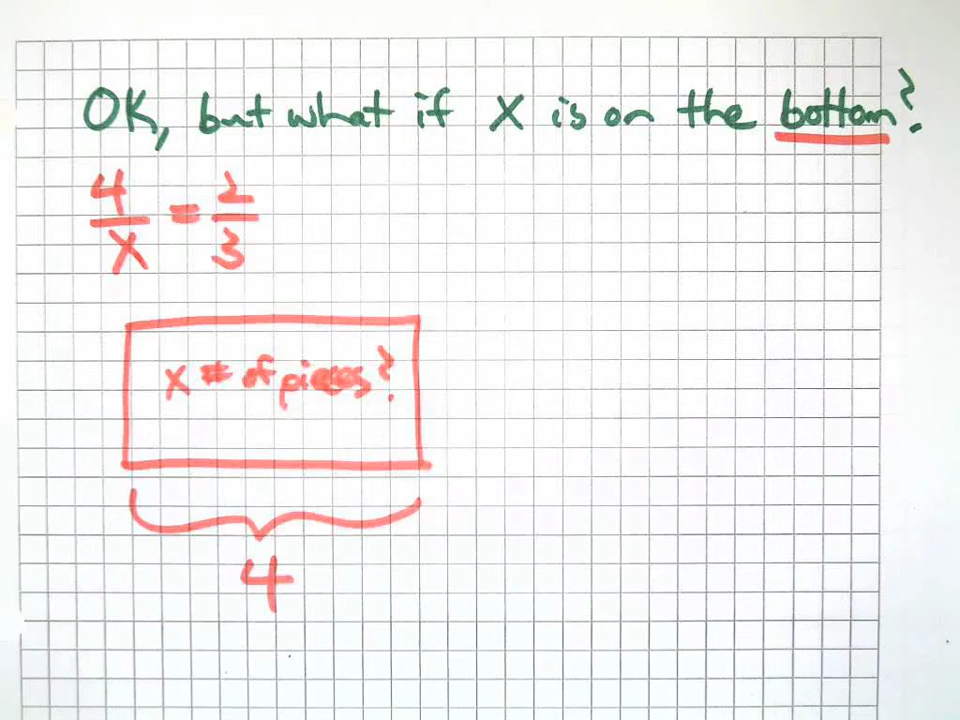 OK, but what if X is on the bottom?
4/X = 2/3
X # of pieces?
4